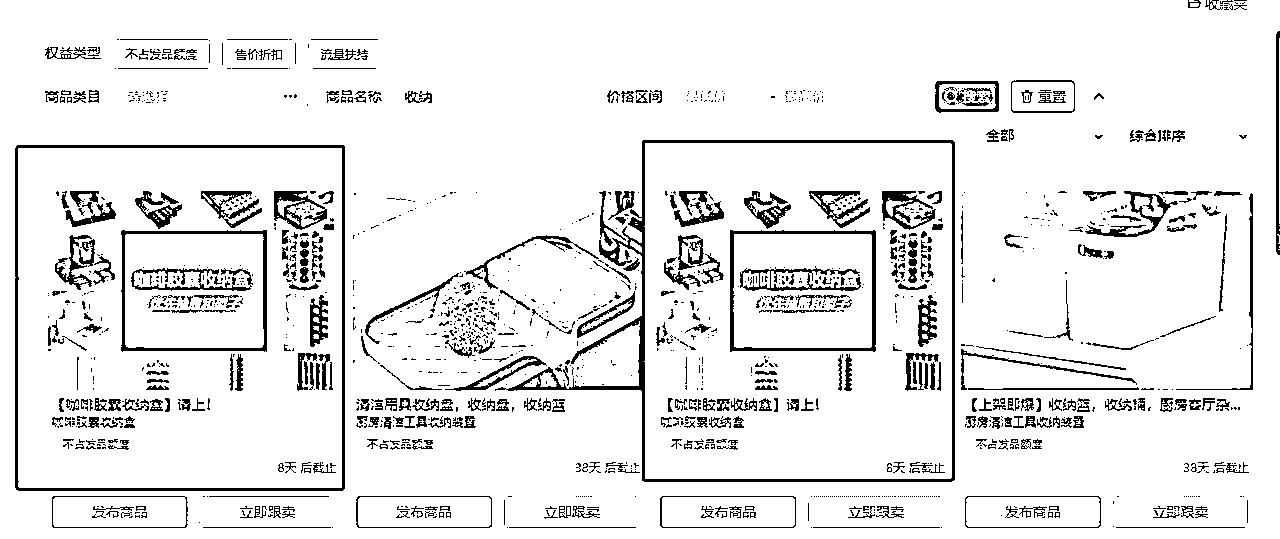 收藏类
权益类型 不占发品额度 售价折扣 流量扶持
商品类目 请选择 商品名称 收纳 价格区间 - 重置
全部 综合排序
咖啡胶囊收纳盒
咖啡胶囊收纳盒
【咖啡胶囊收纳盒】请上!
咖啡胶囊收纳盒
不占发品额度
8天 后截止
发布商品 立即跟卖
清洁用具收纳盘,收纳盘,收纳篮
厨房清洁工具收纳装置
不占发品额度
38天 后截止
发布商品 立即跟卖
【咖啡胶囊收纳盒】请上!
咖啡胶囊收纳盒
不占发品额度
8天 后截止
发布商品 立即跟卖
【上架即爆】收纳篮,收纳桶,厨房客厅杂...
厨房清洁工具收纳装置
不占发品额度
38天 后截止
发布商品 立即跟卖